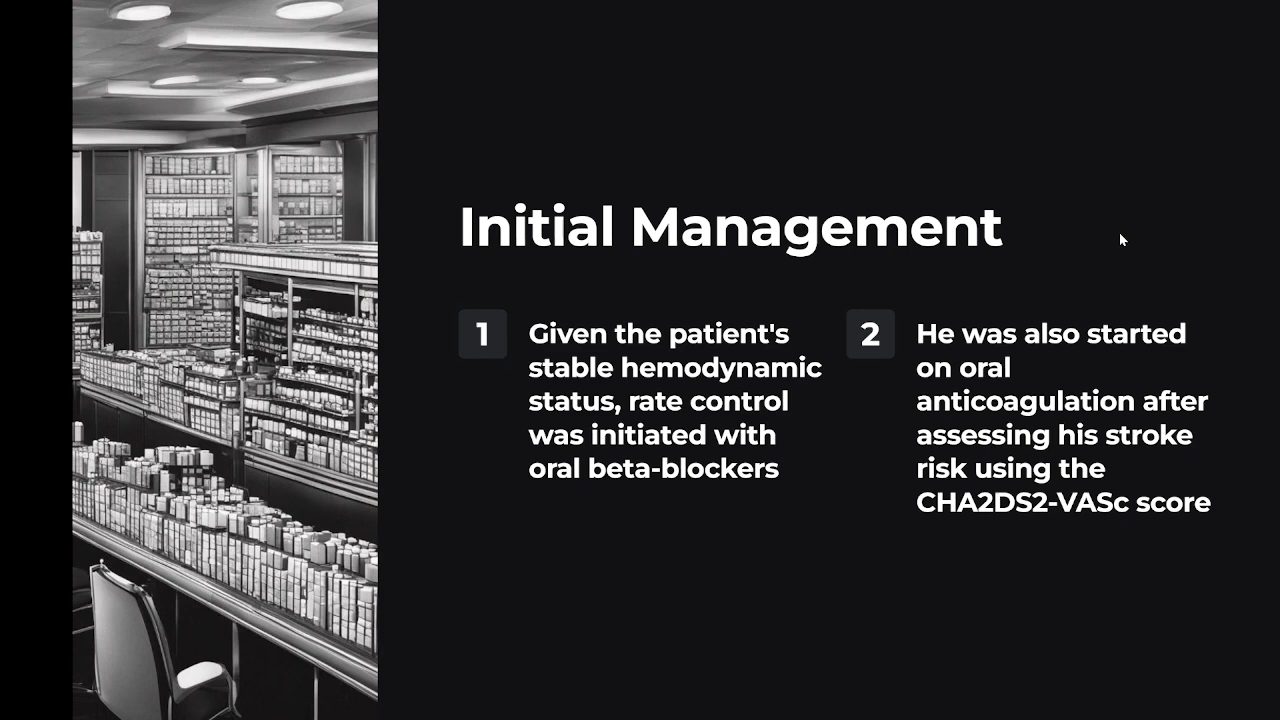 Initial Management
1
Given the patient's
stable hemodynamic
status, rate control
was initiated with
oral beta-blockers
2
He was also started
on oral
anticoagulation after
assessing his stroke
risk using the
CHA2DS2-VASc score